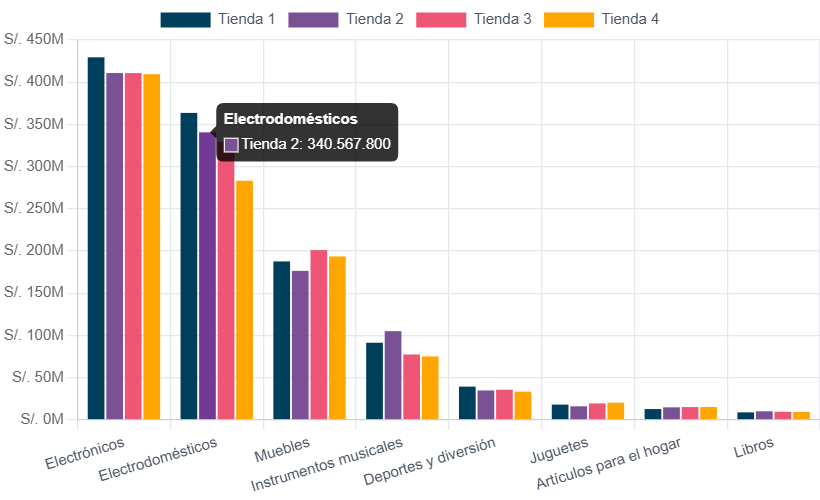 Tienda 1 Tienda 2 Tienda 3 Tienda 4
S/. 450M
S/. 400M
S/. 350M
S/. 300M
S/. 250M
S/. 200M
S/. 150M
S/. 100M
S/. 50M
S/. 0M
Electrodomésticos
Tienda 2: 340.567.800
Electrónicos
Electrodomésticos
Muebles
Instrumentos musicales
Deportes y diversión
Juguetes
Artículos para el hogar
Libros